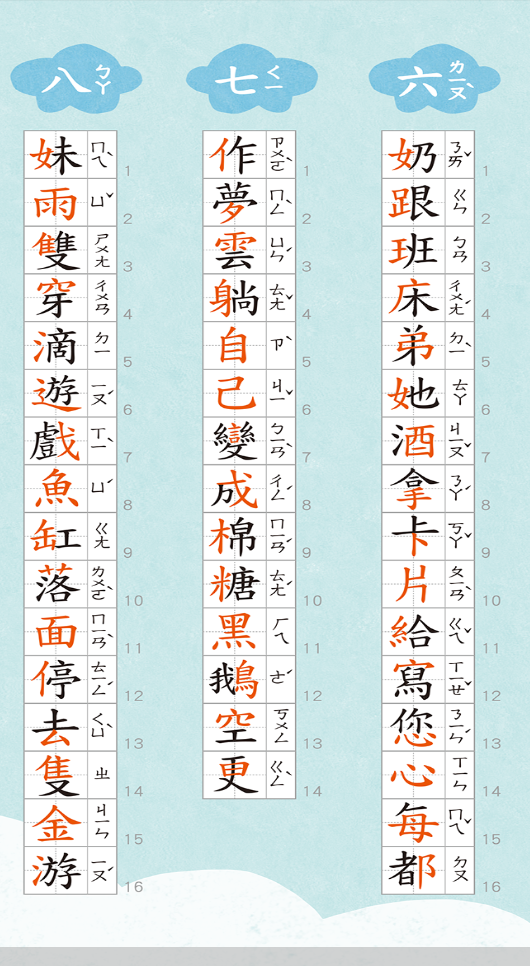 六 ㄌㄧㄡˋ
奶 ㄋㄞˇ 1
跟 ㄍㄣ 2
班 ㄅㄢ 3
床 ㄔㄨㄤˊ 4
弟 ㄉㄧˋ 5
她 ㄊㄚ 6
酒 ㄐㄧㄡˇ 7
拿 ㄋㄚˊ 8
卡 ㄎㄚˇ 9
片 ㄆㄧㄢˋ 10
給 ㄍㄟˇ 11
寫 ㄒㄧㄝˇ 12
您 ㄋㄧㄣˊ 13
心 ㄒㄧㄣ 14
每 ㄇㄟˇ 15
都 ㄉㄡ 16
七 ㄑㄧ
作 ㄗㄨㄛˋ 1
夢 ㄇㄥˋ 2
雲 ㄩㄣˊ 3
躺 ㄊㄤˇ 4
自 ㄗˋ 5
己 ㄐㄧˇ 6
變 ㄅㄧㄢˋ 7
成 ㄔㄥˊ 8
棉 ㄇㄧㄢˊ 9
糖 ㄊㄤˊ 10
黑 ㄏㄟ 11
鵝 ㄜˊ 12
空 ㄎㄨㄥ 13
更 ㄍㄥˋ 14
八 ㄅㄚ
妹 ㄇㄟˋ 1
雨 ㄩˇ 2
雙 ㄕㄨㄤ 3
穿 ㄔㄨㄢ 4
滴 ㄉㄧ 5
遊 ㄧㄡˊ 6
戲 ㄒㄧˋ 7
魚 ㄩˊ 8
缸 ㄍㄤ 9
落 ㄌㄨㄛˋ 10
面 ㄇㄧㄢˋ 11
停 ㄊㄧㄥˊ 12
去 ㄑㄩˋ 13
隻 ㄓ 14
金 ㄐㄧㄣ 15
游 ㄧㄡˊ 16